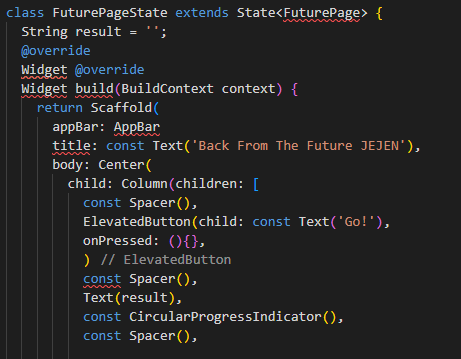 class FuturePageState extends State<FuturePage> {
String result = '';
@override
Widget @override
Widget build(BuildContext context) {
return Scaffold(
appBar: AppBar
title: const Text('Back From The Future JEJEN'),
body: Center(
child: Column(children: [
const Spacer(),
ElevatedButton(child: const Text('Go!'),
onPressed: (){},
) // ElevatedButton
const Spacer(),
Text(result),
const CircularProgressIndicator(),
const Spacer(),